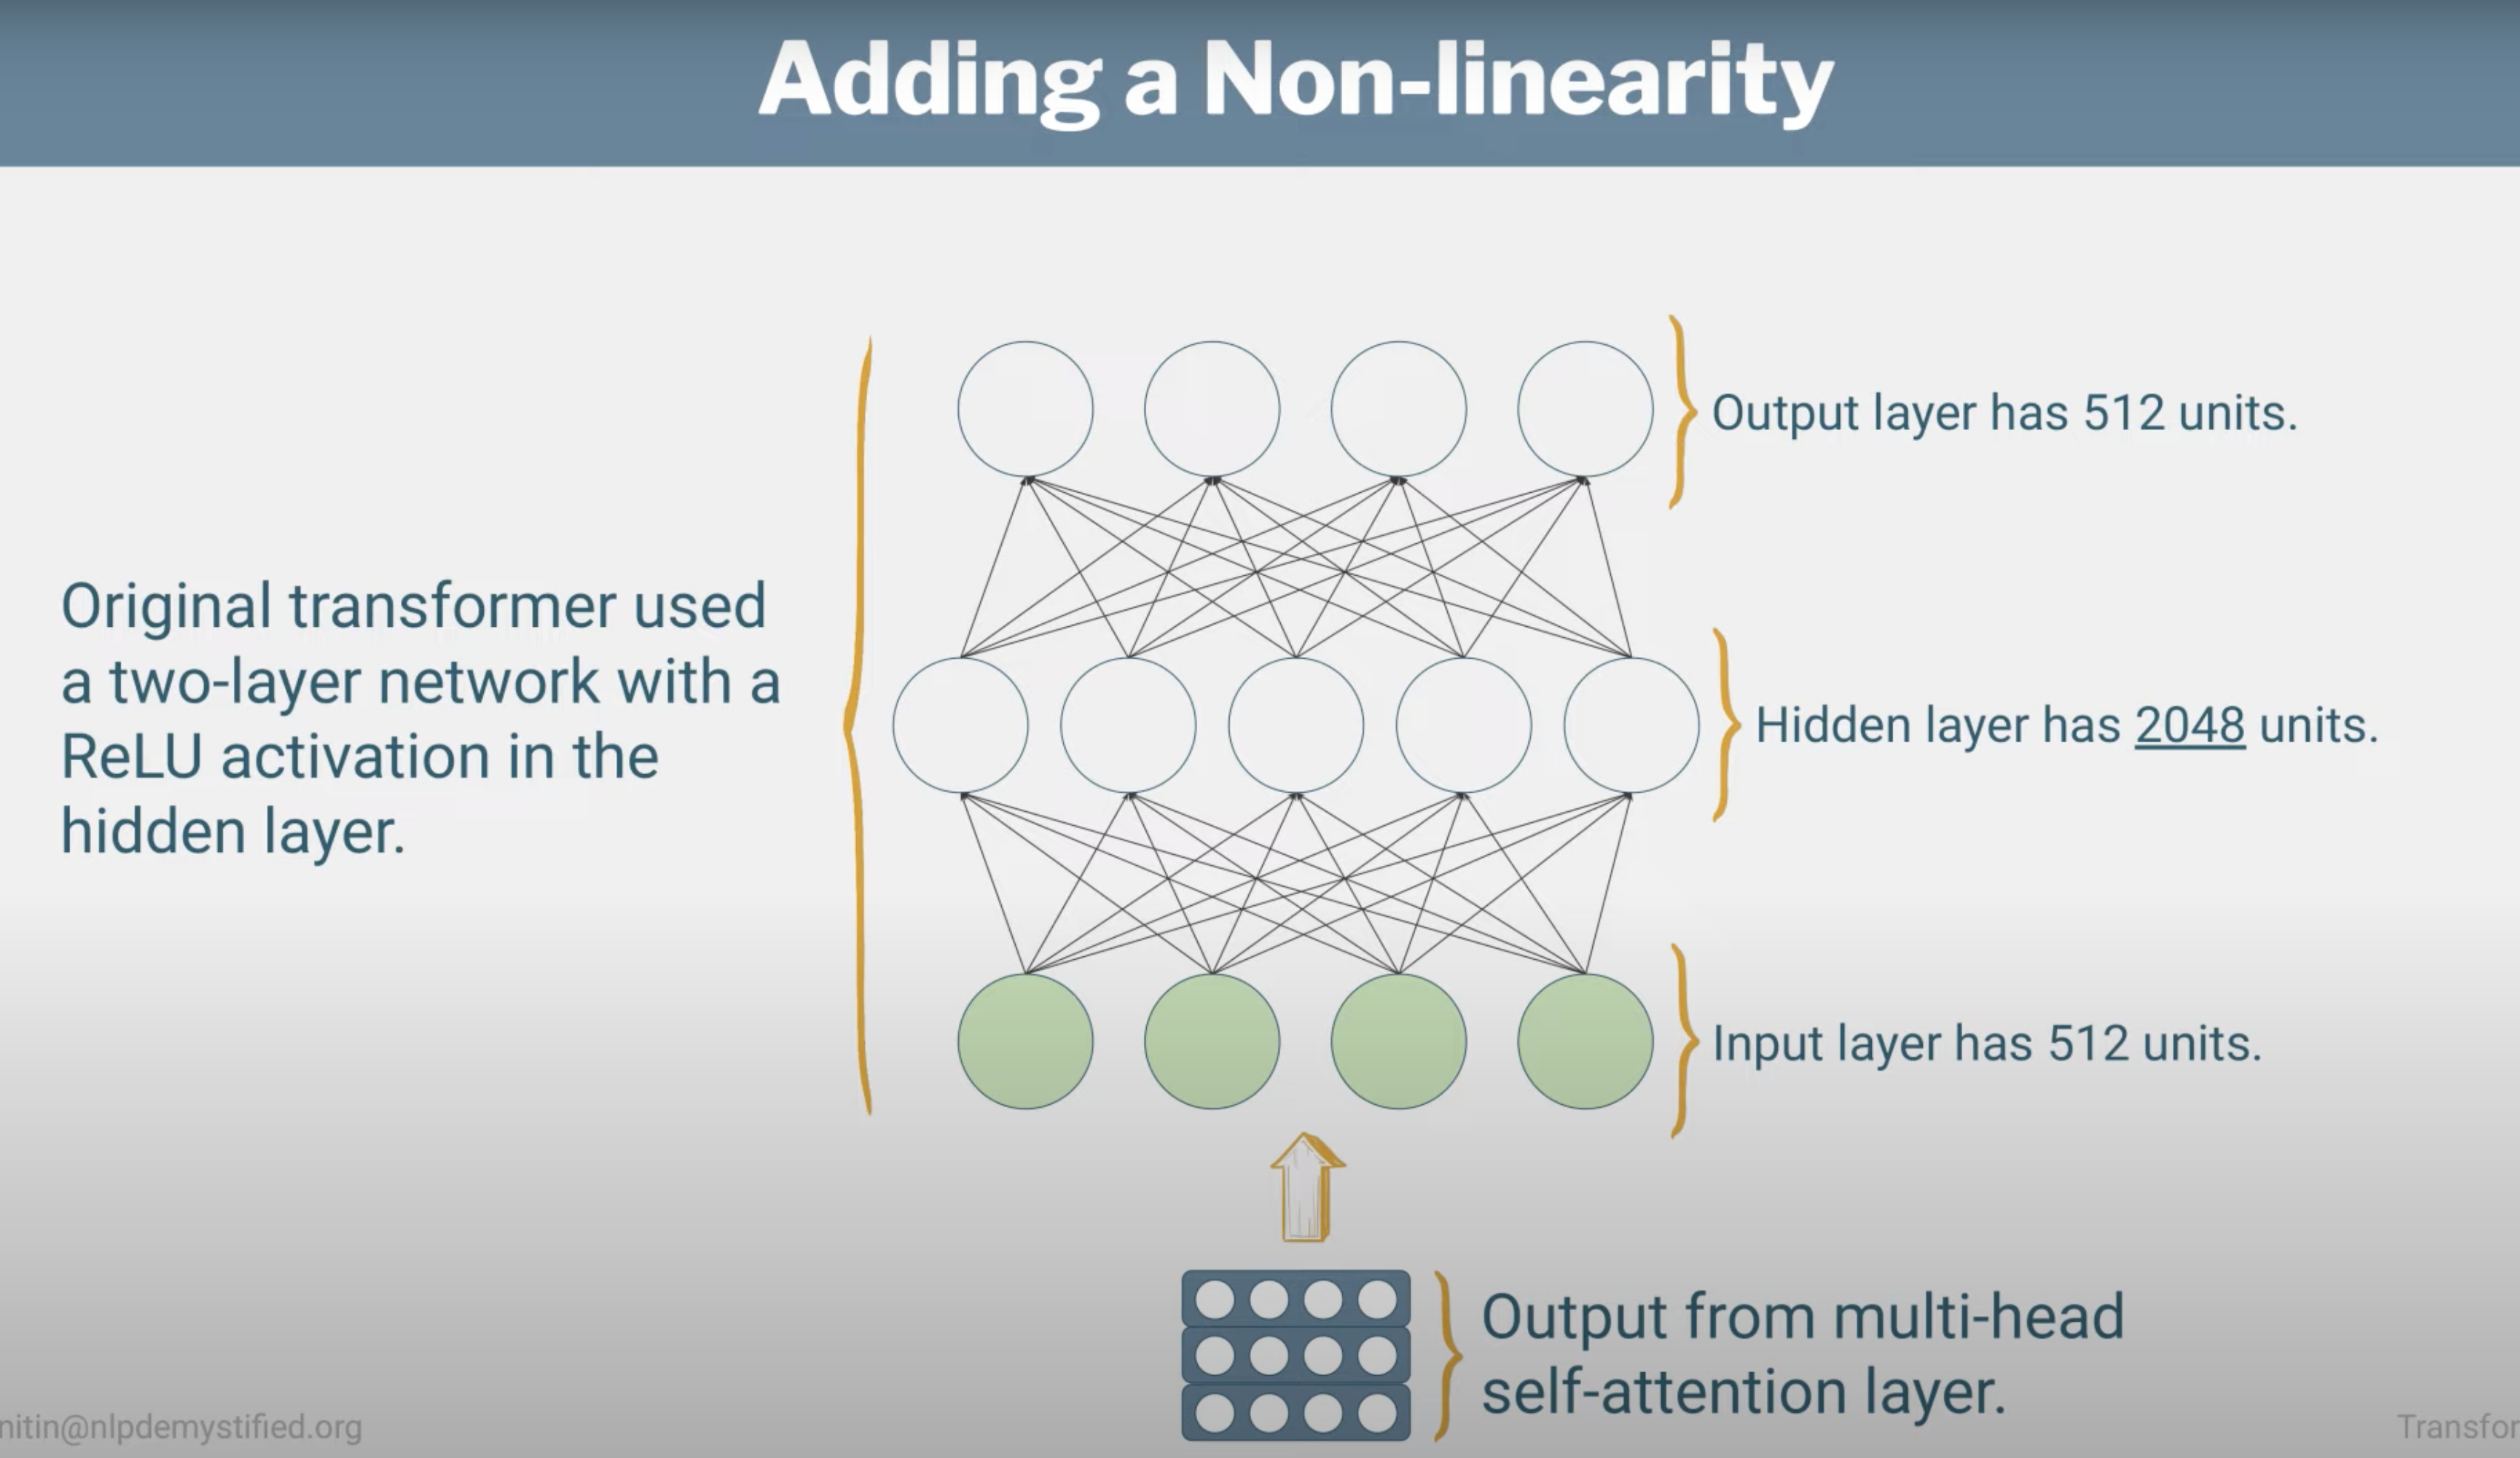 Adding a Non-linearity
Output layer has 512 units.
Original transformer used
a two-layer network with a
ReLU activation in the
hidden layer.
Hidden layer has 2048 units.
Input layer has 512 units.
Output from multi-head
self-attention layer.
nitin@nlpdemystified.org
Transfor